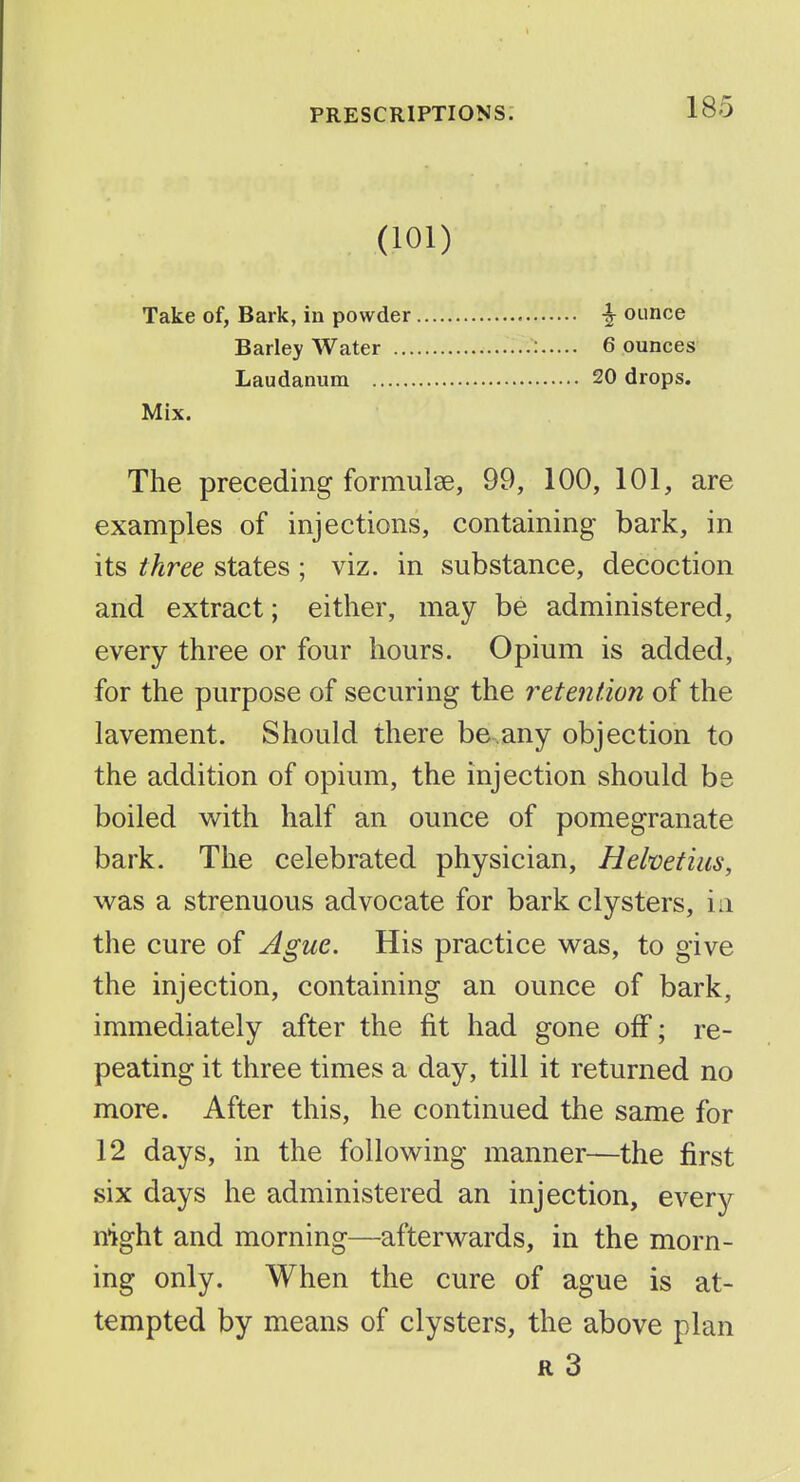 PRESCRIPTIONS. 185
(101)
Take of, Bark, in powder ........................ ½ ounce
Barley Water ........................ 6 ounces
Laudanum ........................ 20 drops.
Mix.
The preceding formulæ, 99, 100, 101, are
examples of injections, containing bark, in
its three states ; viz. in substance, decoction
and extract; either, may be administered,
every three or four hours. Opium is added,
for the purpose of securing the retention of the
lavement. Should there be any objection to
the addition of opium, the injection should be
boiled with half an ounce of pomegranate
bark. The celebrated physician, Helvetius,
was a strenuous advocate for bark clysters, in
the cure of Ague. His practice was, to give
the injection, containing an ounce of bark,
immediately after the fit had gone off; re-
peating it three times a day, till it returned no
more. After this, he continued the same for
12 days, in the following manner—the first
six days he administered an injection, every
night and morning—afterwards, in the morn-
ing only. When the cure of ague is at-
tempted by means of clysters, the above plan
R 3